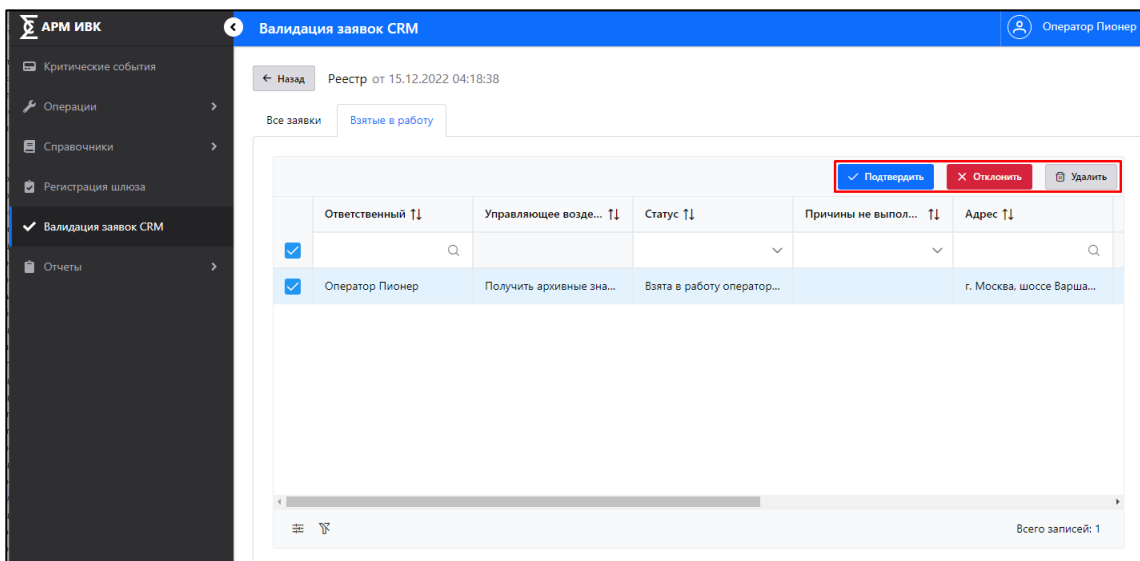 АРМ ИВК
Валидация заявок CRM
Оператор Пионер
Критические события
Операции
Справочники
Регистрация шлюза
Валидация заявок CRM
Отчеты
Назад
Реестр от 15.12.2022 04:18:38
Все заявки
Взятые в работу
Подтвердить
Отклонить
Удалить
Ответственный
Управляющее возде...
Статус
Причины не выпол...
Адрес
Оператор Пионер
Получить архивные зна...
Взята в работу оператор...
г. Москва, шоссе Варша...
Всего записей: 1